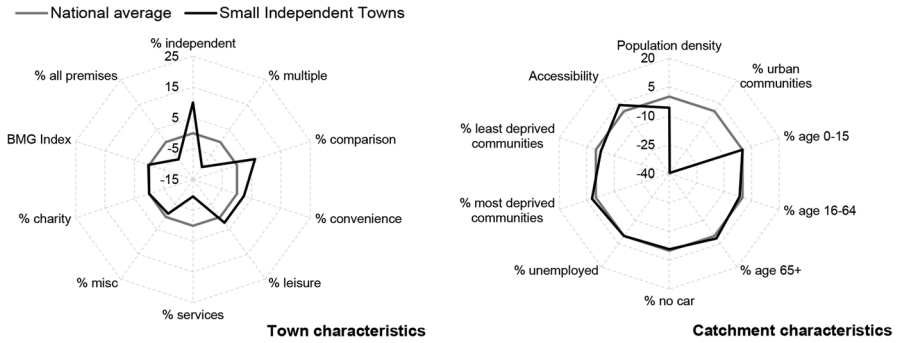 National average
Small Independent Towns
% independent
25
15
5
-5
-15
% multiple
% comparison
% convenience
% leisure
% services
% misc
% charity
BMG Index
% all premises
Town characteristics
Population density
20
5
-10
-25
-40
% urban
communities
% age 0-15
% age 16-64
% age 65+
% no car
% unemployed
% most deprived
communities
% least deprived
communities
Accessibility
Catchment characteristics